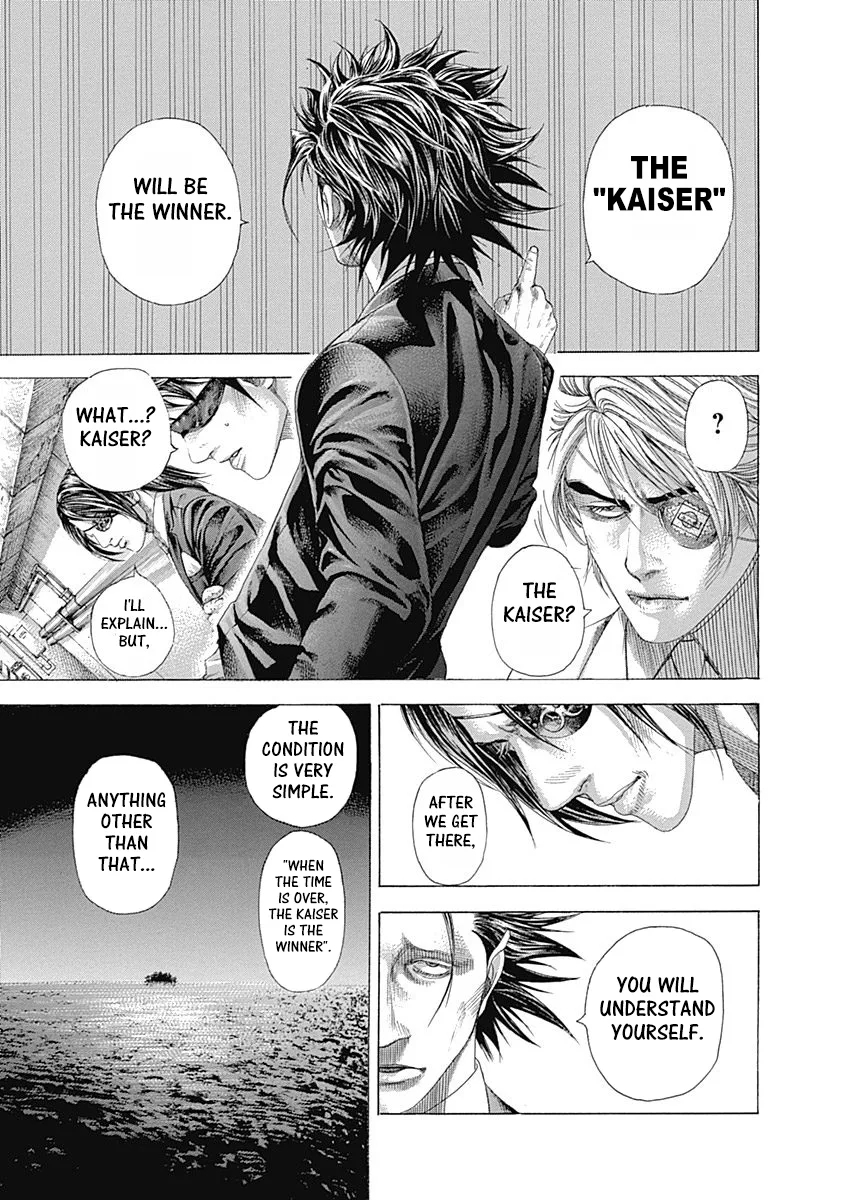 THE
"KAISER"
WILL BE
THE WINNER.
?
THE
KAISER?
WHAT...?
KAISER?
I'LL
EXPLAIN...
BUT,
AFTER
WE GET
THERE,
YOU WILL
UNDERSTAND
YOURSELF.
THE
CONDITION
IS VERY
SIMPLE.
"WHEN
THE TIME
IS OVER,
THE KAISER
IS THE
WINNER".
ANYTHING
OTHER
THAN
THAT...